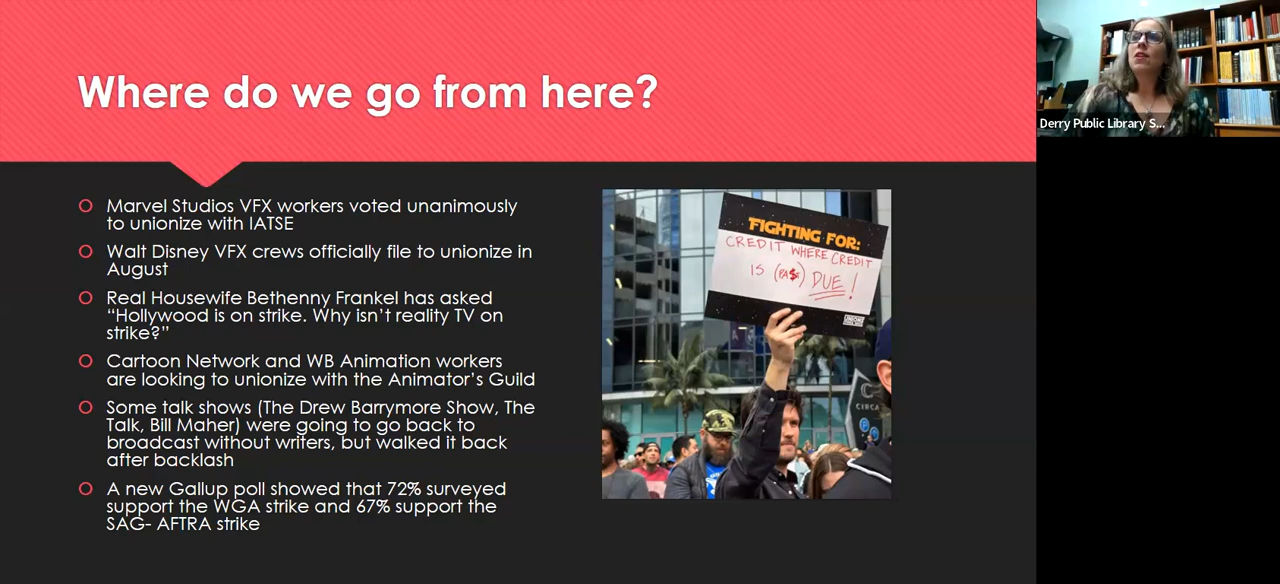 Where do we go from here?
Marvel Studios VFX workers voted unanimously
to unionize with IATSE
Walt Disney VFX crews officially file to unionize in
August
Real Housewife Bethenny Frankel has asked
“Hollywood is on strike. Why isn’t reality TV on
strike?”
Cartoon Network and WB Animation workers
are looking to unionize with the Animator’s Guild
Some talk shows (The Drew Barrymore Show, The
Talk, Bill Maher) were going to go back to
broadcast without writers, but walked it back
after backlash
A new Gallup poll showed that 72% surveyed
support the WGA strike and 67% support the
SAG- AFTRA strike
FIGHTING FOR:
CREDIT WHERE CREDIT
IS (PA$T) DUE!
CIRCA
P
Derry Public Library S...